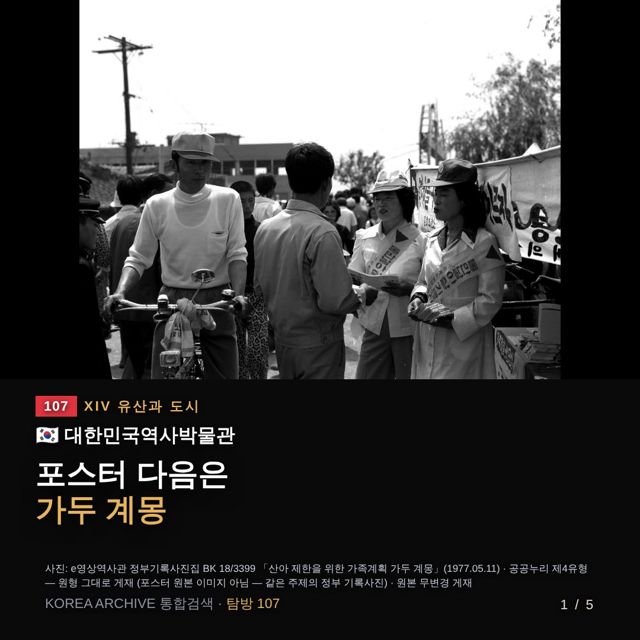 107 XIV 유산과 도시
🇰🇷 대한민국역사박물관
포스터 다음은
가두 계몽
사진: e영상역사관 정부기록사진집 BK 18/3399 「산아 제한을 위한 가족계획 가두 계몽」(1977.05.11) · 공공누리 제4유형
— 원형 그대로 게재 (포스터 원본 이미지 아님 — 같은 주제의 정부 기록사진) · 원본 무변경 게재
KOREA ARCHIVE 통합검색 · 탐방 107
1 / 5